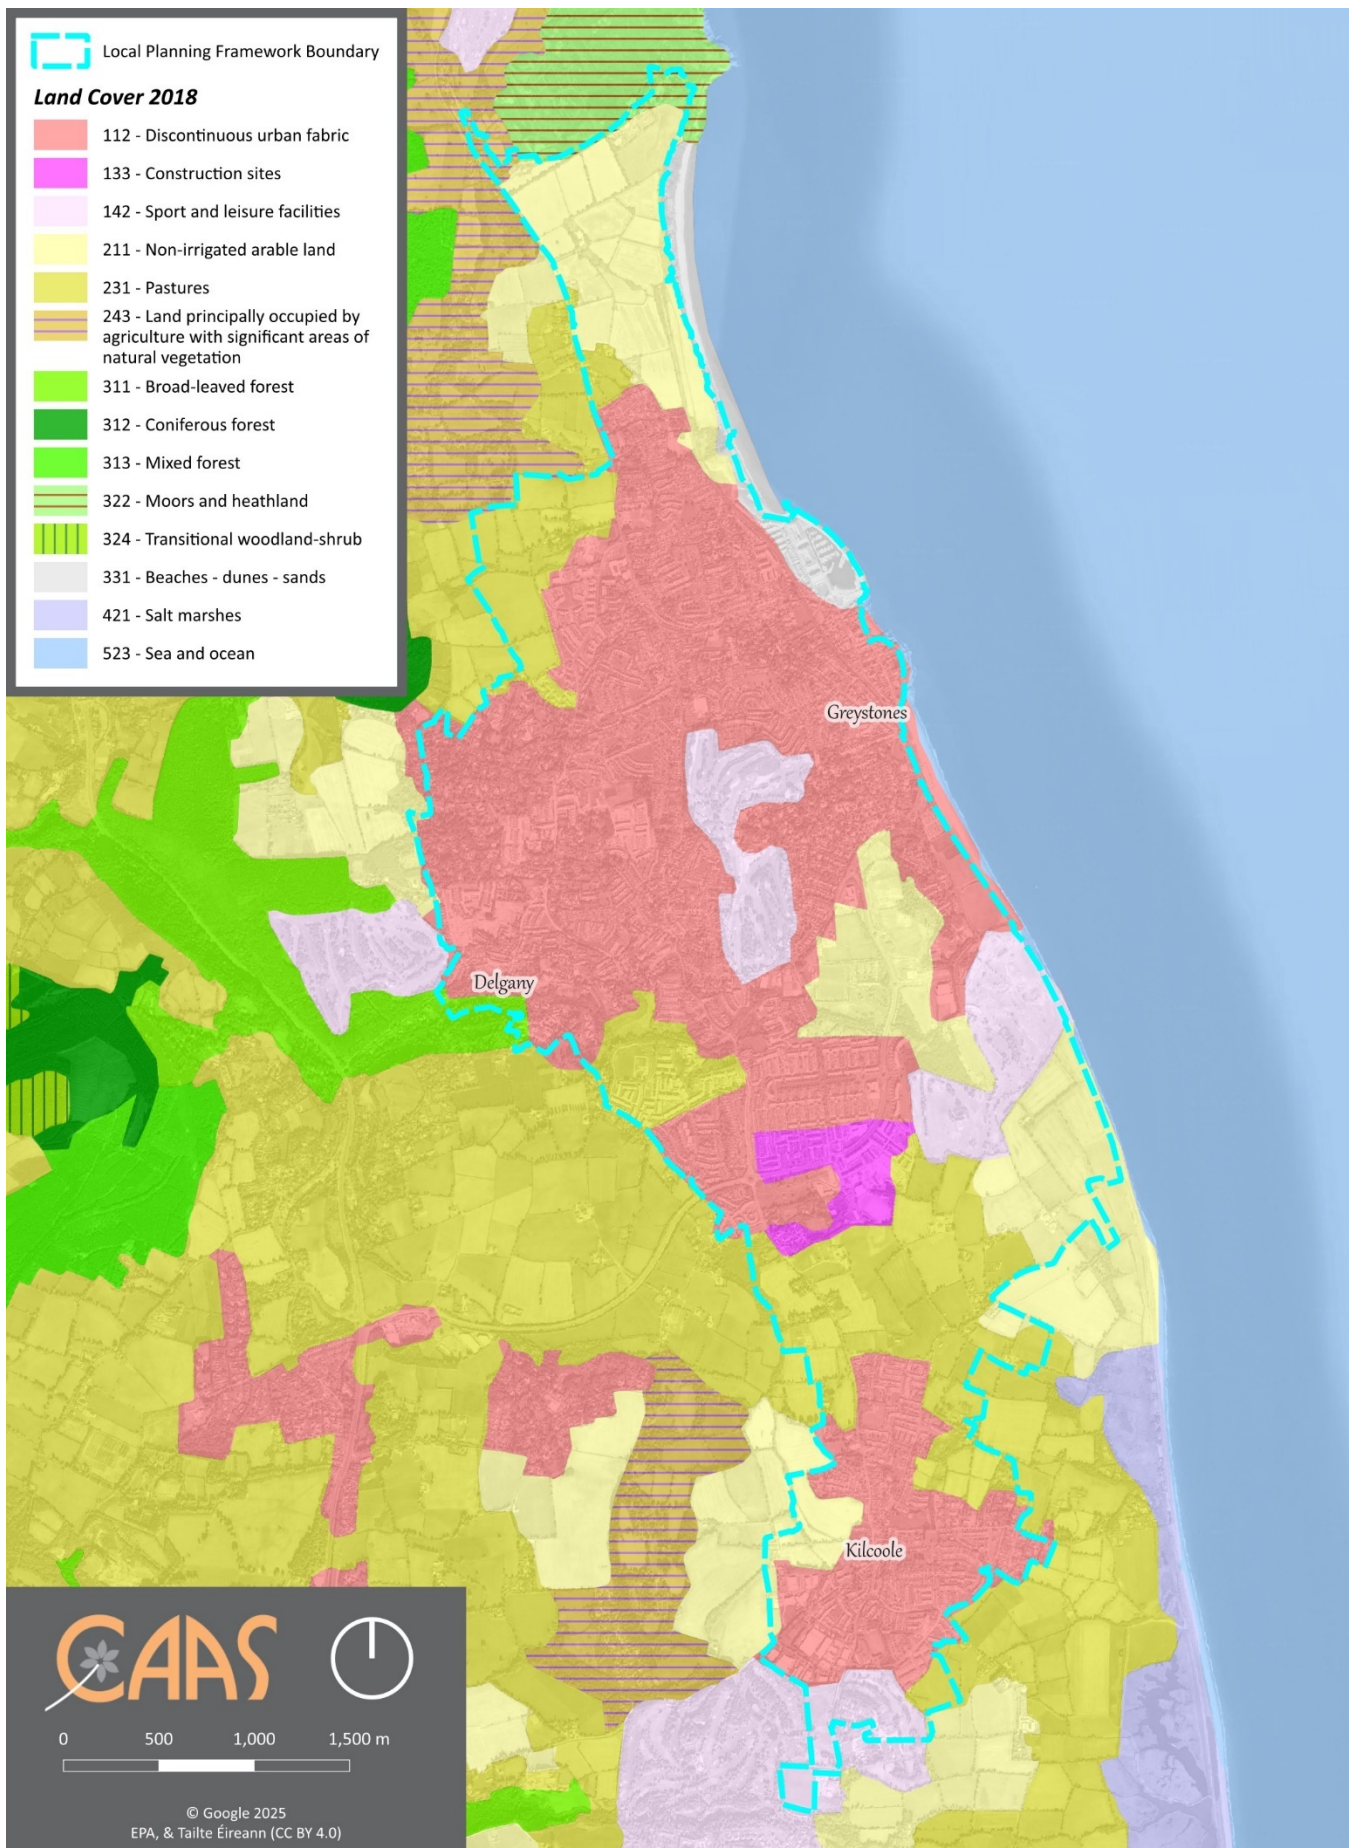 Local Planning Framework Boundary
Land Cover 2018
112 - Discontinuous urban fabric
133 - Construction sites
142 - Sport and leisure facilities
211 - Non-irrigated arable land
231 - Pastures
243 - Land principally occupied by
agriculture with significant areas of
natural vegetation
311 - Broad-leaved forest
312 - Coniferous forest
313 - Mixed forest
322 - Moors and heathland
324 - Transitional woodland-shrub
331 - Beaches - dunes - sands
421 - Salt marshes
523 - Sea and ocean
Greystones
Delgany
Kilcoole
CAAS
0 500 1,000 1,500 m
© Google 2025
EPA, & Tailte Éireann (CC BY 4.0)